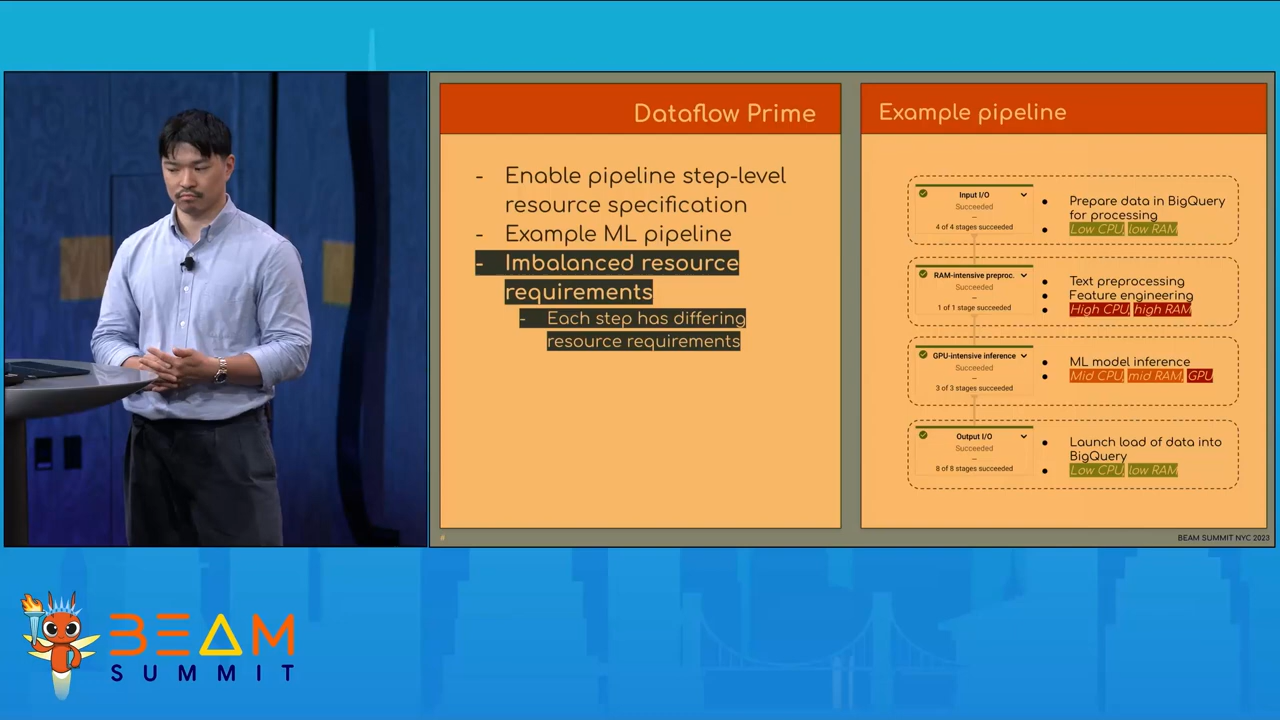 Dataflow Prime
- Enable pipeline step-level
resource specification
- Example ML pipeline
- Imbalanced resource
requirements
- Each step has differing
resource requirements
Example pipeline
Input I/O
Succeeded
–
4 of 4 stages succeeded
● Prepare data in BigQuery
for processing
● Low CPU, low RAM
RAM-intensive preproc.
Succeeded
–
1 of 1 stage succeeded
● Text preprocessing
● Feature engineering
● High CPU, high RAM
GPU-intensive inference
Succeeded
–
3 of 3 stages succeeded
● ML model inference
● Mid CPU, mid RAM, GPU
Output I/O
Succeeded
–
8 of 8 stages succeeded
● Launch load of data into
BigQuery
● Low CPU, low RAM
BEAM SUMMIT NYC 2023
BEAM
SUMMIT